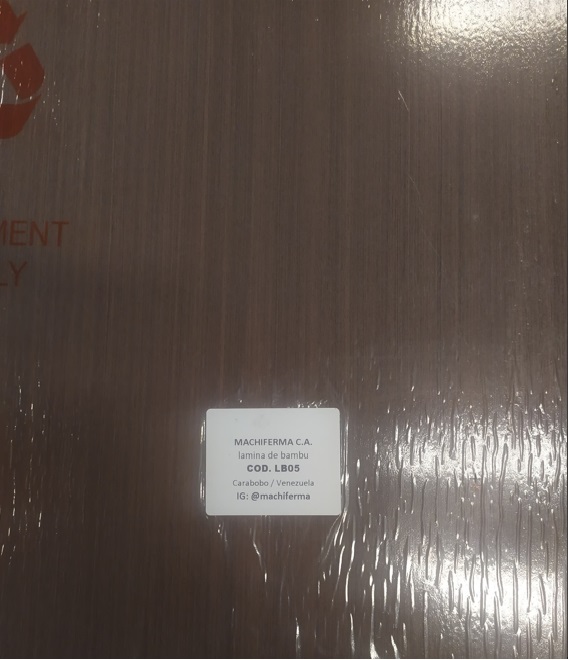 MENT
LY
MACHIFERMA C.A.
lamina de bambu
COD. LB05
Carabobo / Venezuela
IG: @machiferma